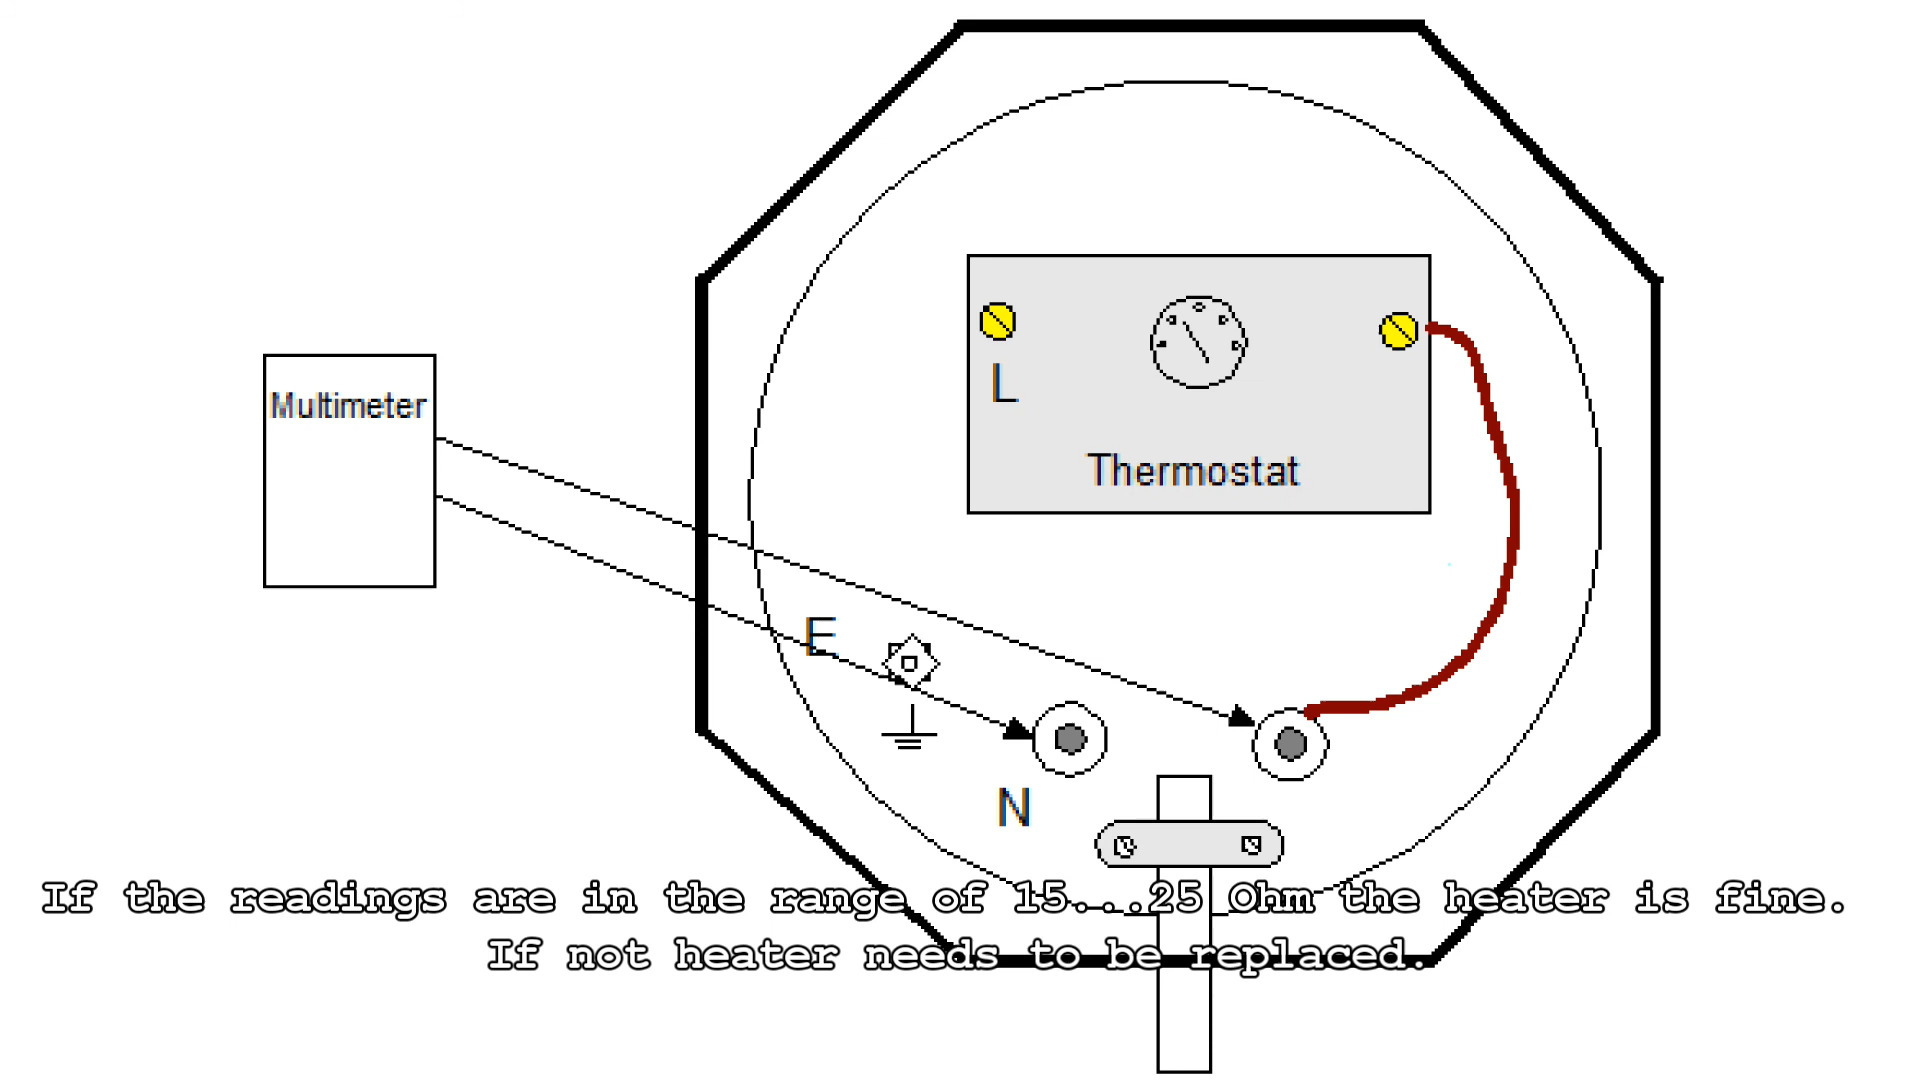 L
Multimeter
Thermostat
E
N
If the readings are in the range of 15...25 Ohm the heater is fine.
If not heater needs to be replaced.